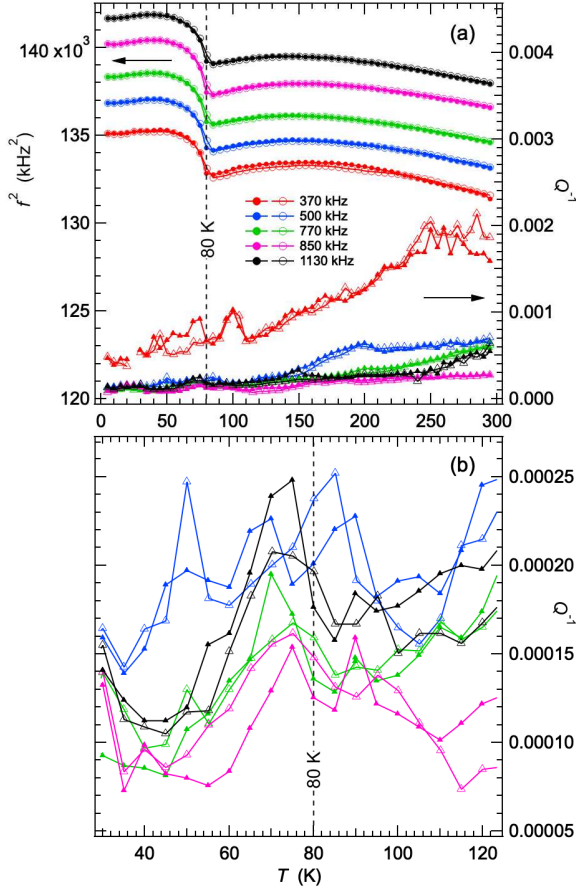 (a)
140 x10³
135
130
125
120
f² (kHz²)
0.004
0.003
0.002
0.001
0.000
Q⁻¹
370 kHz
500 kHz
770 kHz
850 kHz
1130 kHz
80 K
0 50 100 150 200 250 300
(b)
0.00025
0.00020
0.00015
0.00010
0.00005
Q⁻¹
80 K
40 60 80 100 120
T (K)